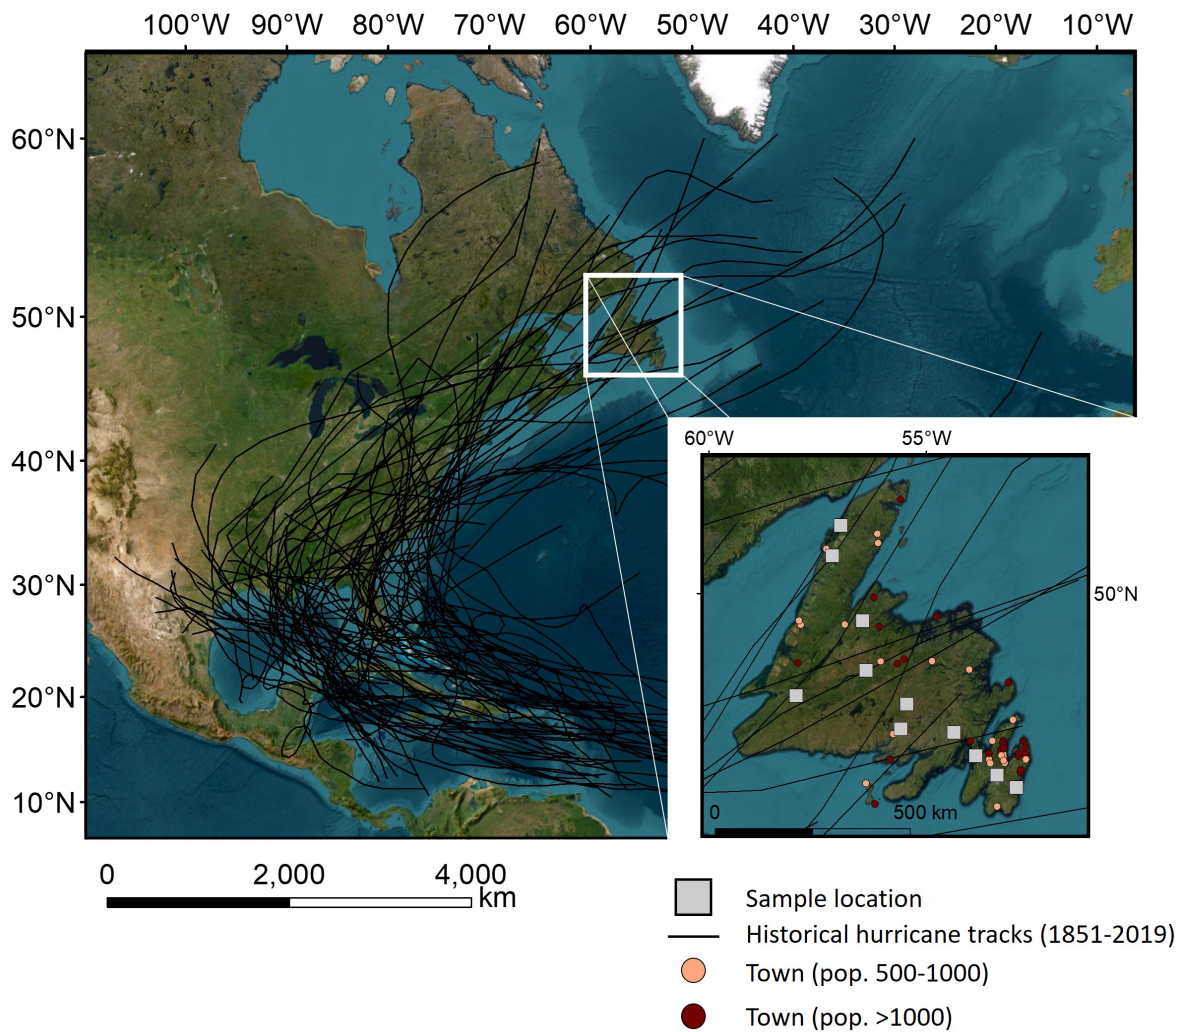 100°W 90°W 80°W 70°W 60°W 50°W 40°W 30°W 20°W 10°W
60°N
50°N
40°N
30°N
20°N
10°N
60°W 55°W
50°N
0 500 km
0 2,000 4,000
km
Sample location
Historical hurricane tracks (1851-2019)
Town (pop. 500-1000)
Town (pop. >1000)